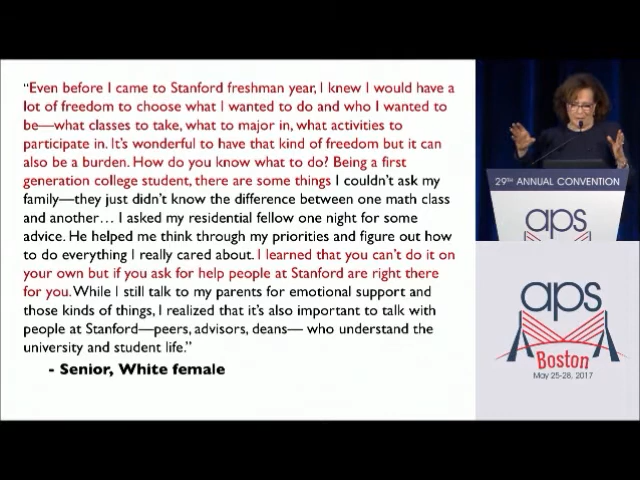 “Even before I came to Stanford freshman year, I knew I would have a
lot of freedom to choose what I wanted to do and who I wanted to
be—what classes to take, what to major in, what activities to
participate in. It’s wonderful to have that kind of freedom but it can
also be a burden. How do you know what to do? Being a first
generation college student, there are some things I couldn’t ask my
family—they just didn’t know the difference between one math class
and another… I asked my residential fellow one night for some
advice. He helped me think through my priorities and figure out how
to do everything I really cared about. I learned that you can’t do it on
your own but if you ask for help people at Stanford are right there
for you. While I still talk to my parents for emotional support and
those kinds of things, I realized that it’s also important to talk with
people at Stanford—peers, advisors, deans— who understand the
university and student life.”
- Senior, White female
29TH ANNUAL CONVENTION
aps
aps
Boston
May 25-28, 2017